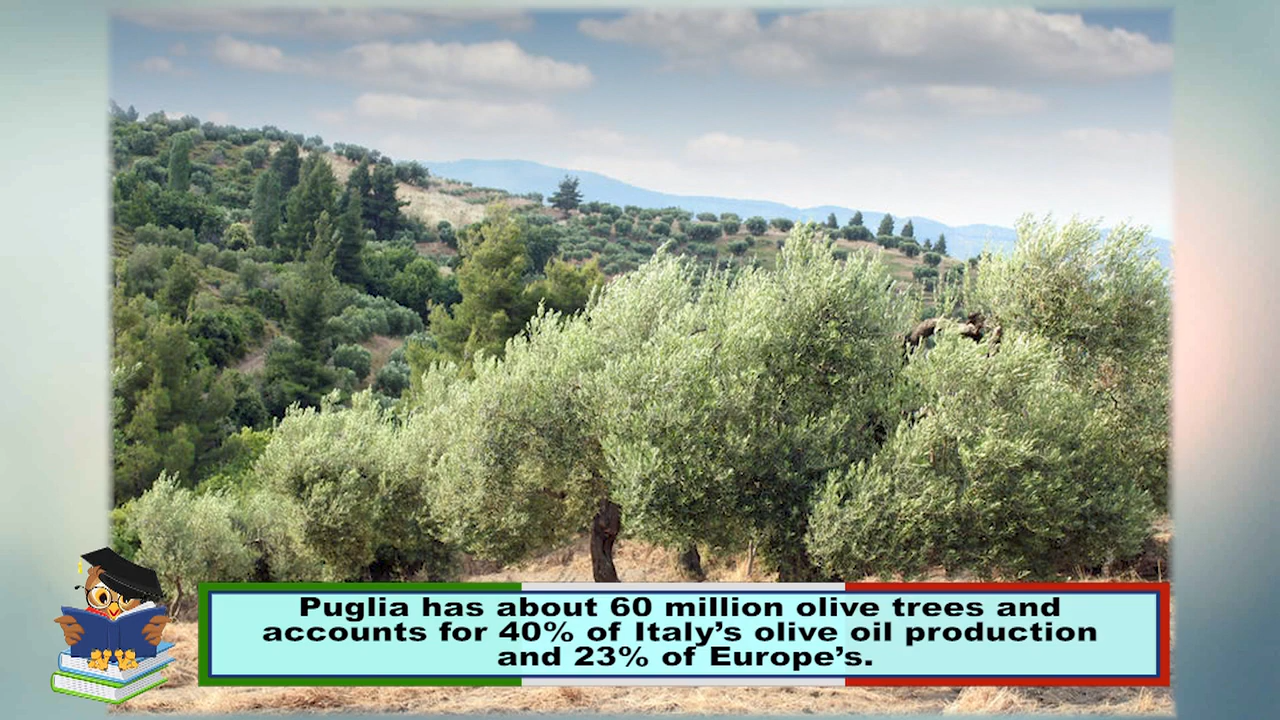 Puglia has about 60 million olive trees and
accounts for 40% of Italy’s olive oil production
and 23% of Europe’s.